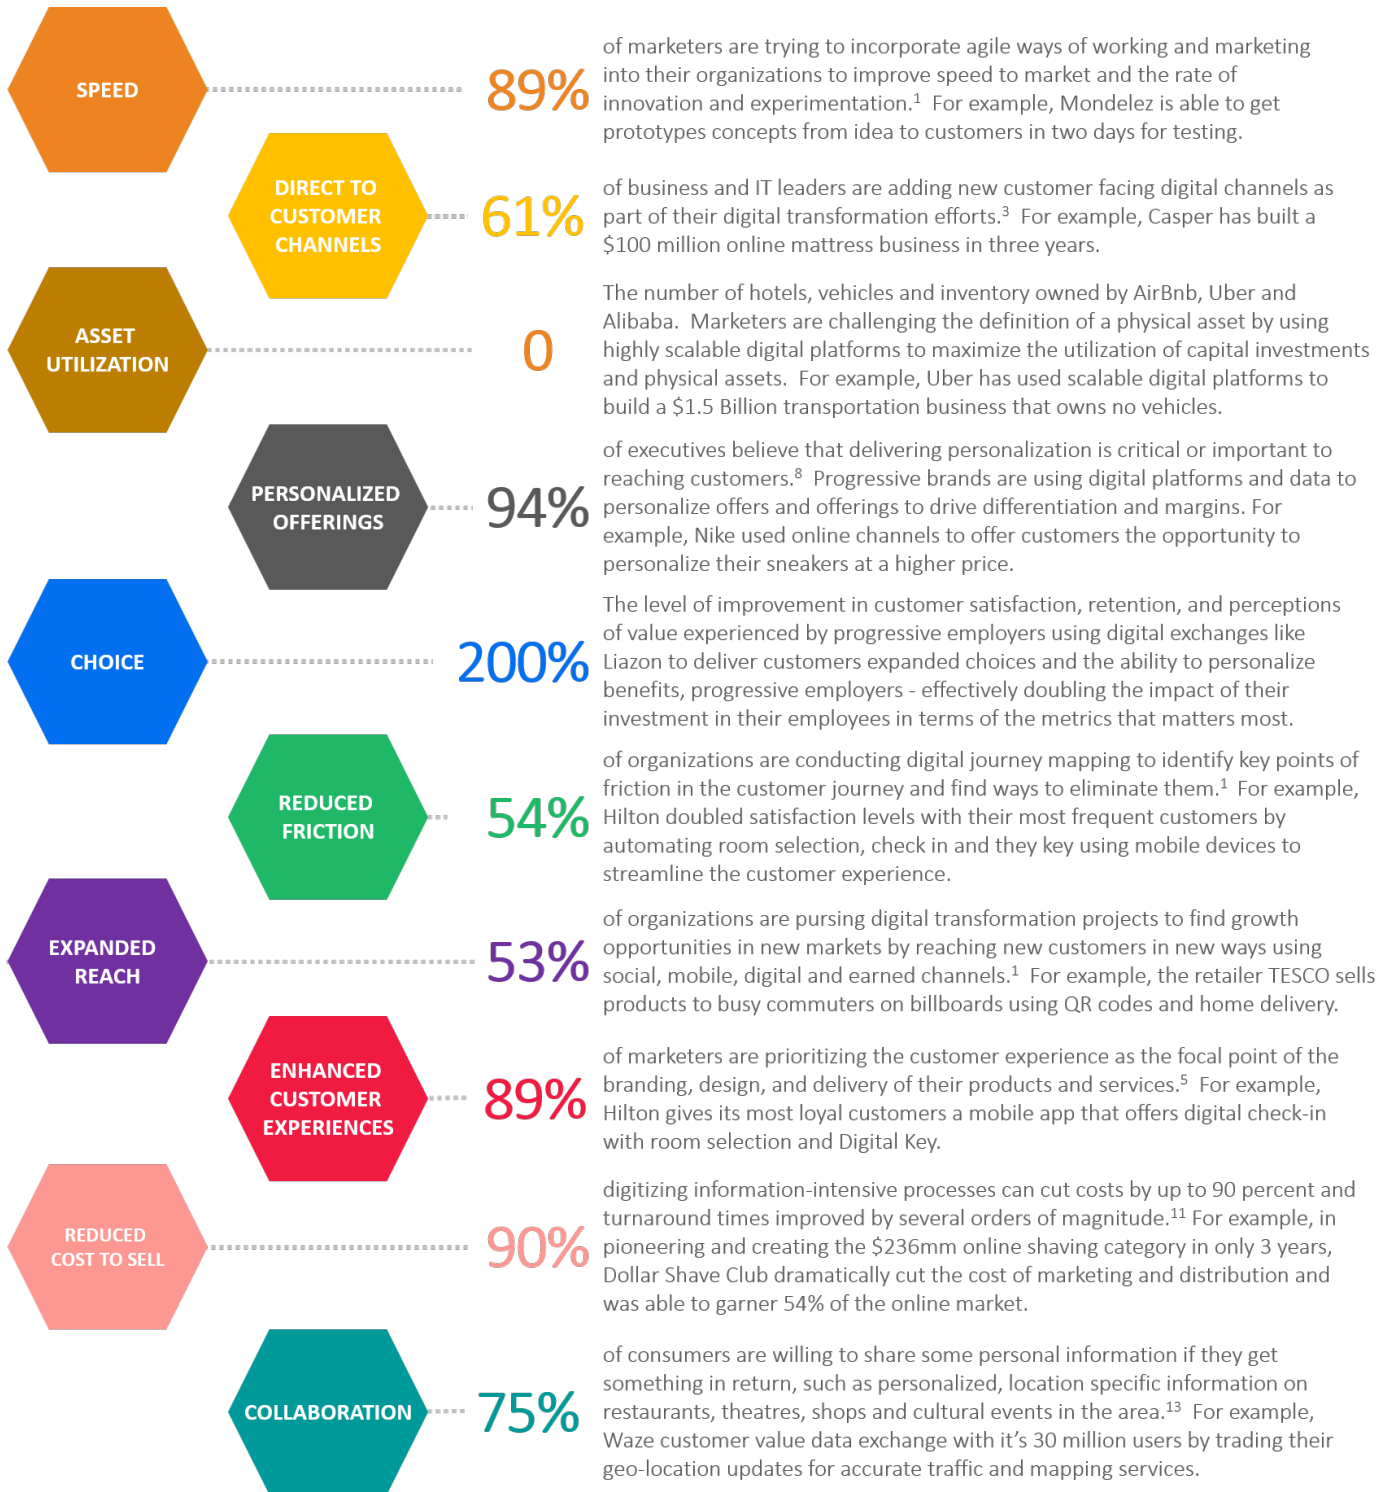 SPEED
89%
of marketers are trying to incorporate agile ways of working and marketing
into their organizations to improve speed to market and the rate of
innovation and experimentation.¹ For example, Mondelez is able to get
prototypes concepts from idea to customers in two days for testing.
DIRECT TO
CUSTOMER
CHANNELS
61%
of business and IT leaders are adding new customer facing digital channels as
part of their digital transformation efforts.³ For example, Casper has built a
$100 million online mattress business in three years.
ASSET
UTILIZATION
0
The number of hotels, vehicles and inventory owned by AirBnb, Uber and
Alibaba. Marketers are challenging the definition of a physical asset by using
highly scalable digital platforms to maximize the utilization of capital investments
and physical assets. For example, Uber has used scalable digital platforms to
build a $1.5 Billion transportation business that owns no vehicles.
PERSONALIZED
OFFERINGS
94%
of executives believe that delivering personalization is critical or important to
reaching customers.⁸ Progressive brands are using digital platforms and data to
personalize offers and offerings to drive differentiation and margins. For
example, Nike used online channels to offer customers the opportunity to
personalize their sneakers at a higher price.
CHOICE
200%
The level of improvement in customer satisfaction, retention, and perceptions
of value experienced by progressive employers using digital exchanges like
Liazon to deliver customers expanded choices and the ability to personalize
benefits, progressive employers - effectively doubling the impact of their
investment in their employees in terms of the metrics that matters most.
REDUCED
FRICTION
54%
of organizations are conducting digital journey mapping to identify key points of
friction in the customer journey and find ways to eliminate them.¹ For example,
Hilton doubled satisfaction levels with their most frequent customers by
automating room selection, check in and they key using mobile devices to
streamline the customer experience.
EXPANDED
REACH
53%
of organizations are pursing digital transformation projects to find growth
opportunities in new markets by reaching new customers in new ways using
social, mobile, digital and earned channels.¹ For example, the retailer TESCO sells
products to busy commuters on billboards using QR codes and home delivery.
ENHANCED
CUSTOMER
EXPERIENCES
89%
of marketers are prioritizing the customer experience as the focal point of the
branding, design, and delivery of their products and services.⁵ For example,
Hilton gives its most loyal customers a mobile app that offers digital check-in
with room selection and Digital Key.
REDUCED
COST TO SELL
90%
digitizing information-intensive processes can cut costs by up to 90 percent and
turnaround times improved by several orders of magnitude.¹¹ For example, in
pioneering and creating the $236mm online shaving category in only 3 years,
Dollar Shave Club dramatically cut the cost of marketing and distribution and
was able to garner 54% of the online market.
COLLABORATION
75%
of consumers are willing to share some personal information if they get
something in return, such as personalized, location specific information on
restaurants, theatres, shops and cultural events in the area.¹³ For example,
Waze customer value data exchange with it’s 30 million users by trading their
geo-location updates for accurate traffic and mapping services.